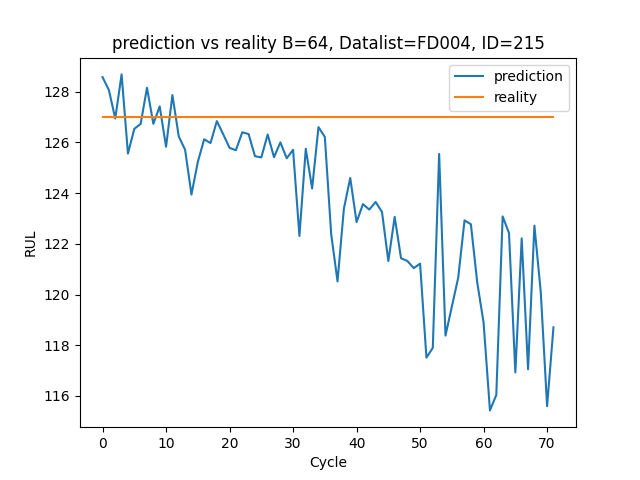 prediction vs reality B=64, Datalist=FD004, ID=215
prediction
reality
128
126
124
122
120
118
116
RUL
0 10 20 30 40 50 60 70
Cycle